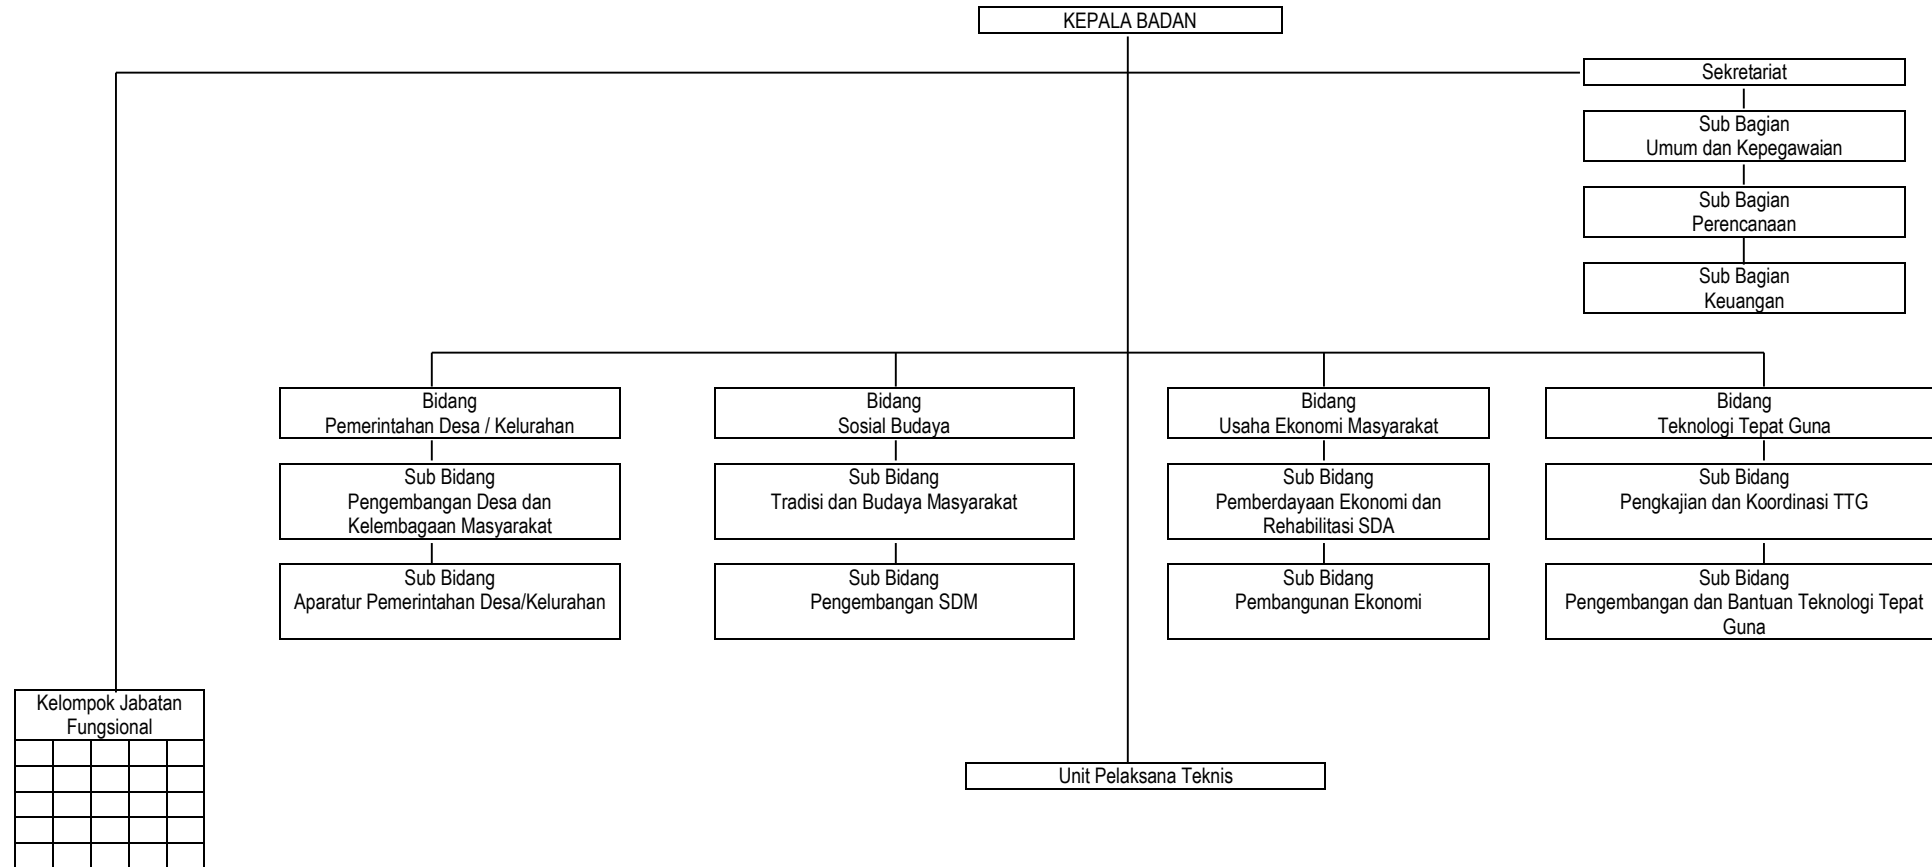 KEPALA BADAN
Sekretariat
Sub Bagian
Umum dan Kepegawaian
Sub Bagian
Perencanaan
Sub Bagian
Keuangan
Bidang
Pemerintahan Desa / Kelurahan
Sub Bidang
Pengembangan Desa dan
Kelembagaan Masyarakat
Sub Bidang
Aparatur Pemerintahan Desa/Kelurahan
Bidang
Sosial Budaya
Sub Bidang
Tradisi dan Budaya Masyarakat
Sub Bidang
Pengembangan SDM
Bidang
Usaha Ekonomi Masyarakat
Sub Bidang
Pemberdayaan Ekonomi dan
Rehabilitasi SDA
Sub Bidang
Pembangunan Ekonomi
Bidang
Teknologi Tepat Guna
Sub Bidang
Pengkajian dan Koordinasi TTG
Sub Bidang
Pengembangan dan Bantuan Teknologi Tepat
Guna
Kelompok Jabatan
Fungsional
Unit Pelaksana Teknis